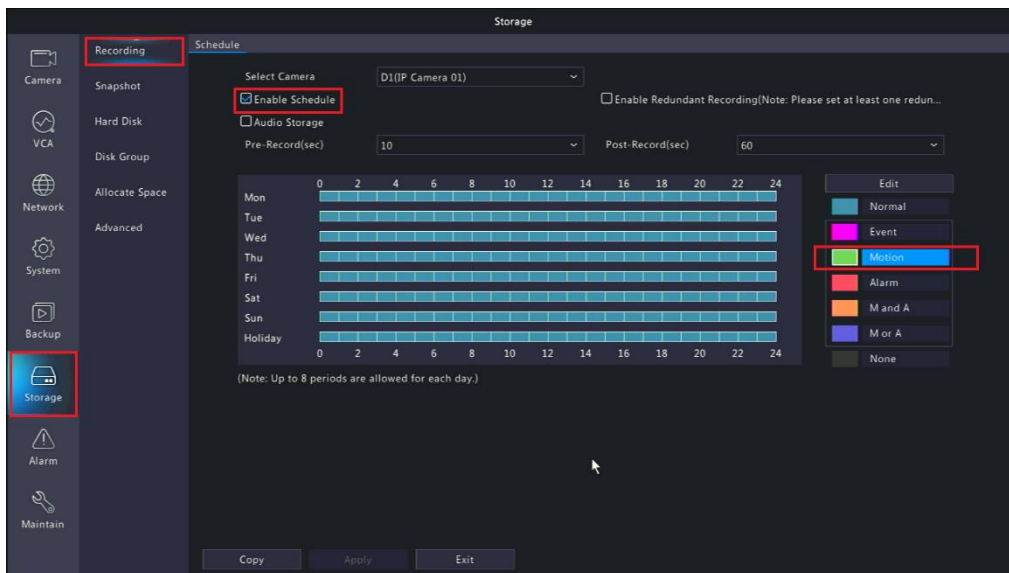 Storage
Camera
VCA
Network
System
Backup
Storage
Alarm
Maintain
Recording
Snapshot
Hard Disk
Disk Group
Allocate Space
Advanced
Schedule
Select Camera D1(IP Camera 01)
Enable Schedule Enable Redundant Recording(Note: Please set at least one redun...
Audio Storage
Pre-Record(sec) 10 Post-Record(sec) 60
0 2 4 6 8 10 12 14 16 18 20 22 24
Mon
Tue
Wed
Thu
Fri
Sat
Sun
Holiday
0 2 4 6 8 10 12 14 16 18 20 22 24
Edit
Normal
Event
Motion
Alarm
M and A
M or A
None
(Note: Up to 8 periods are allowed for each day.)
Copy Apply Exit